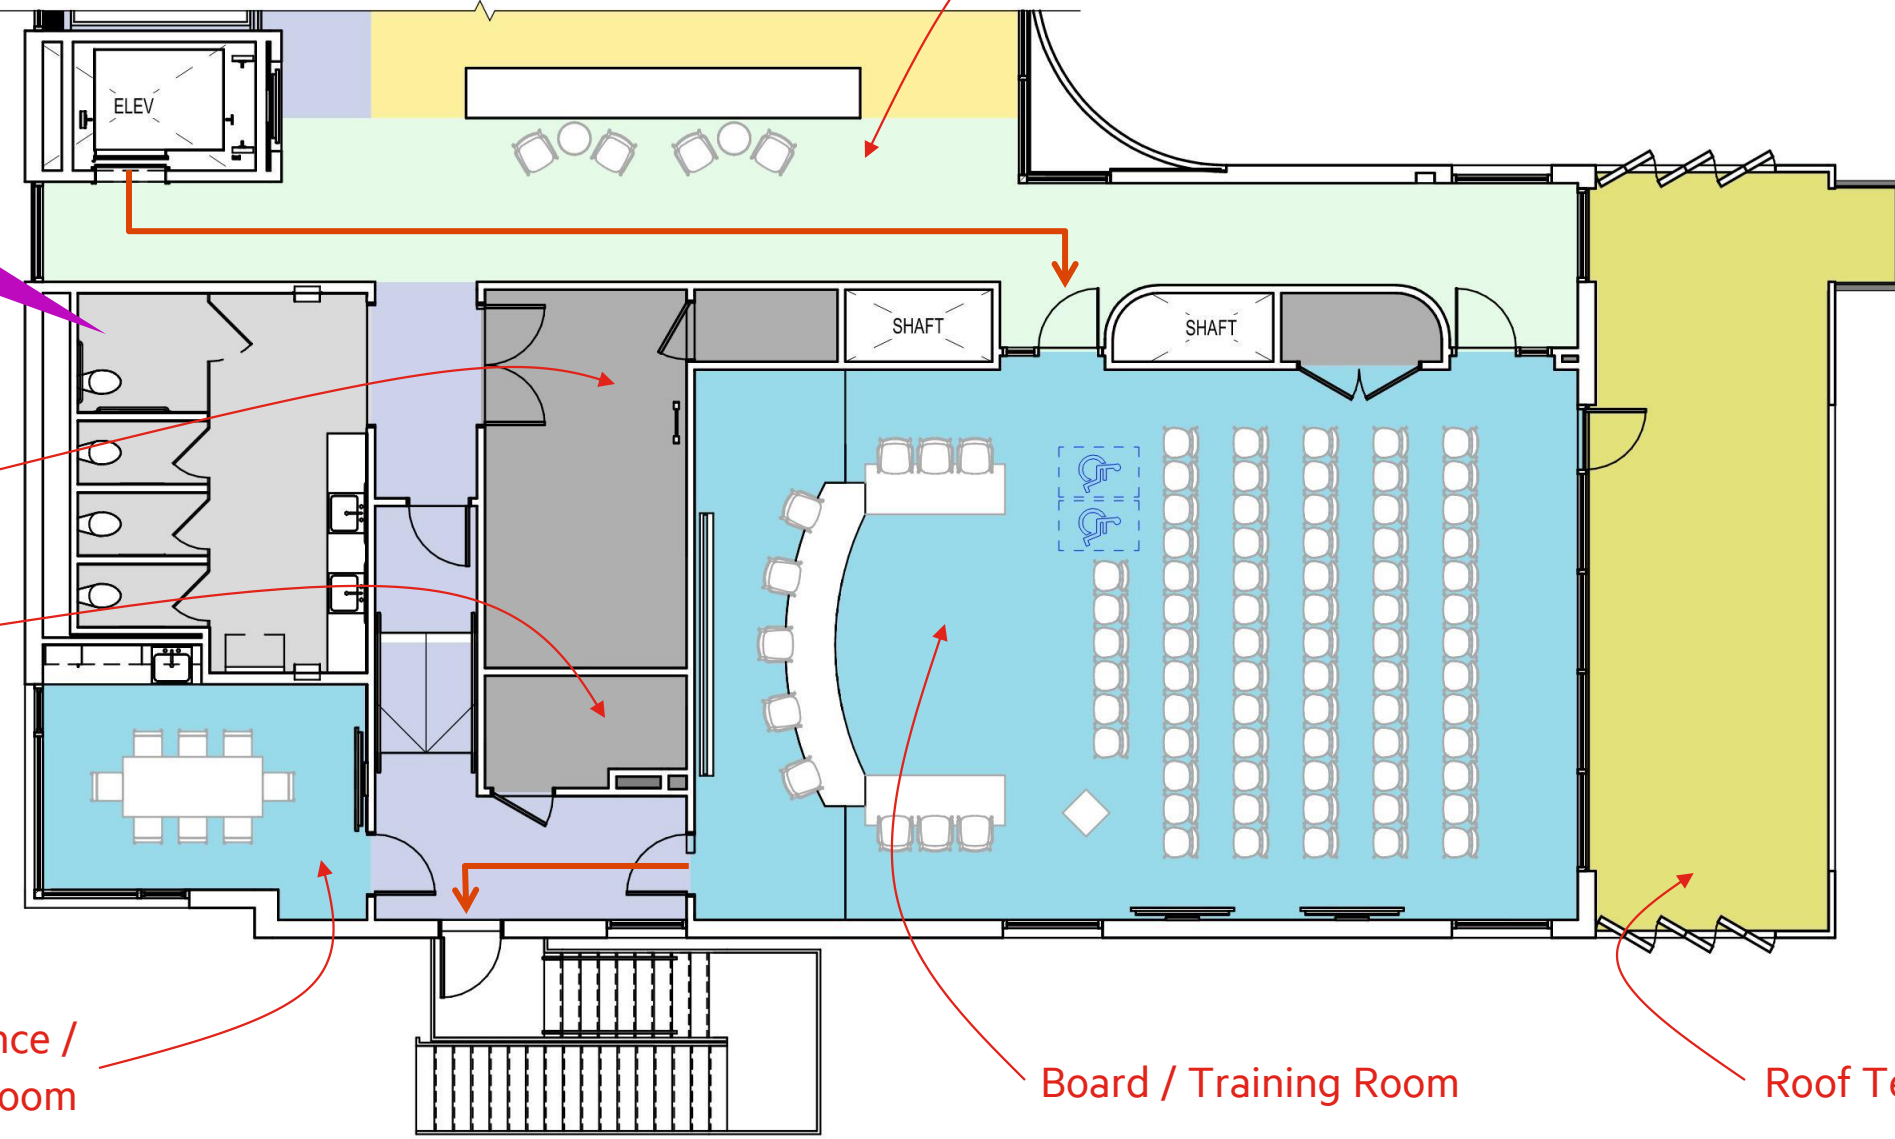 ELEV
SHAFT
SHAFT
nce /
oom
Board / Training Room
Roof Te